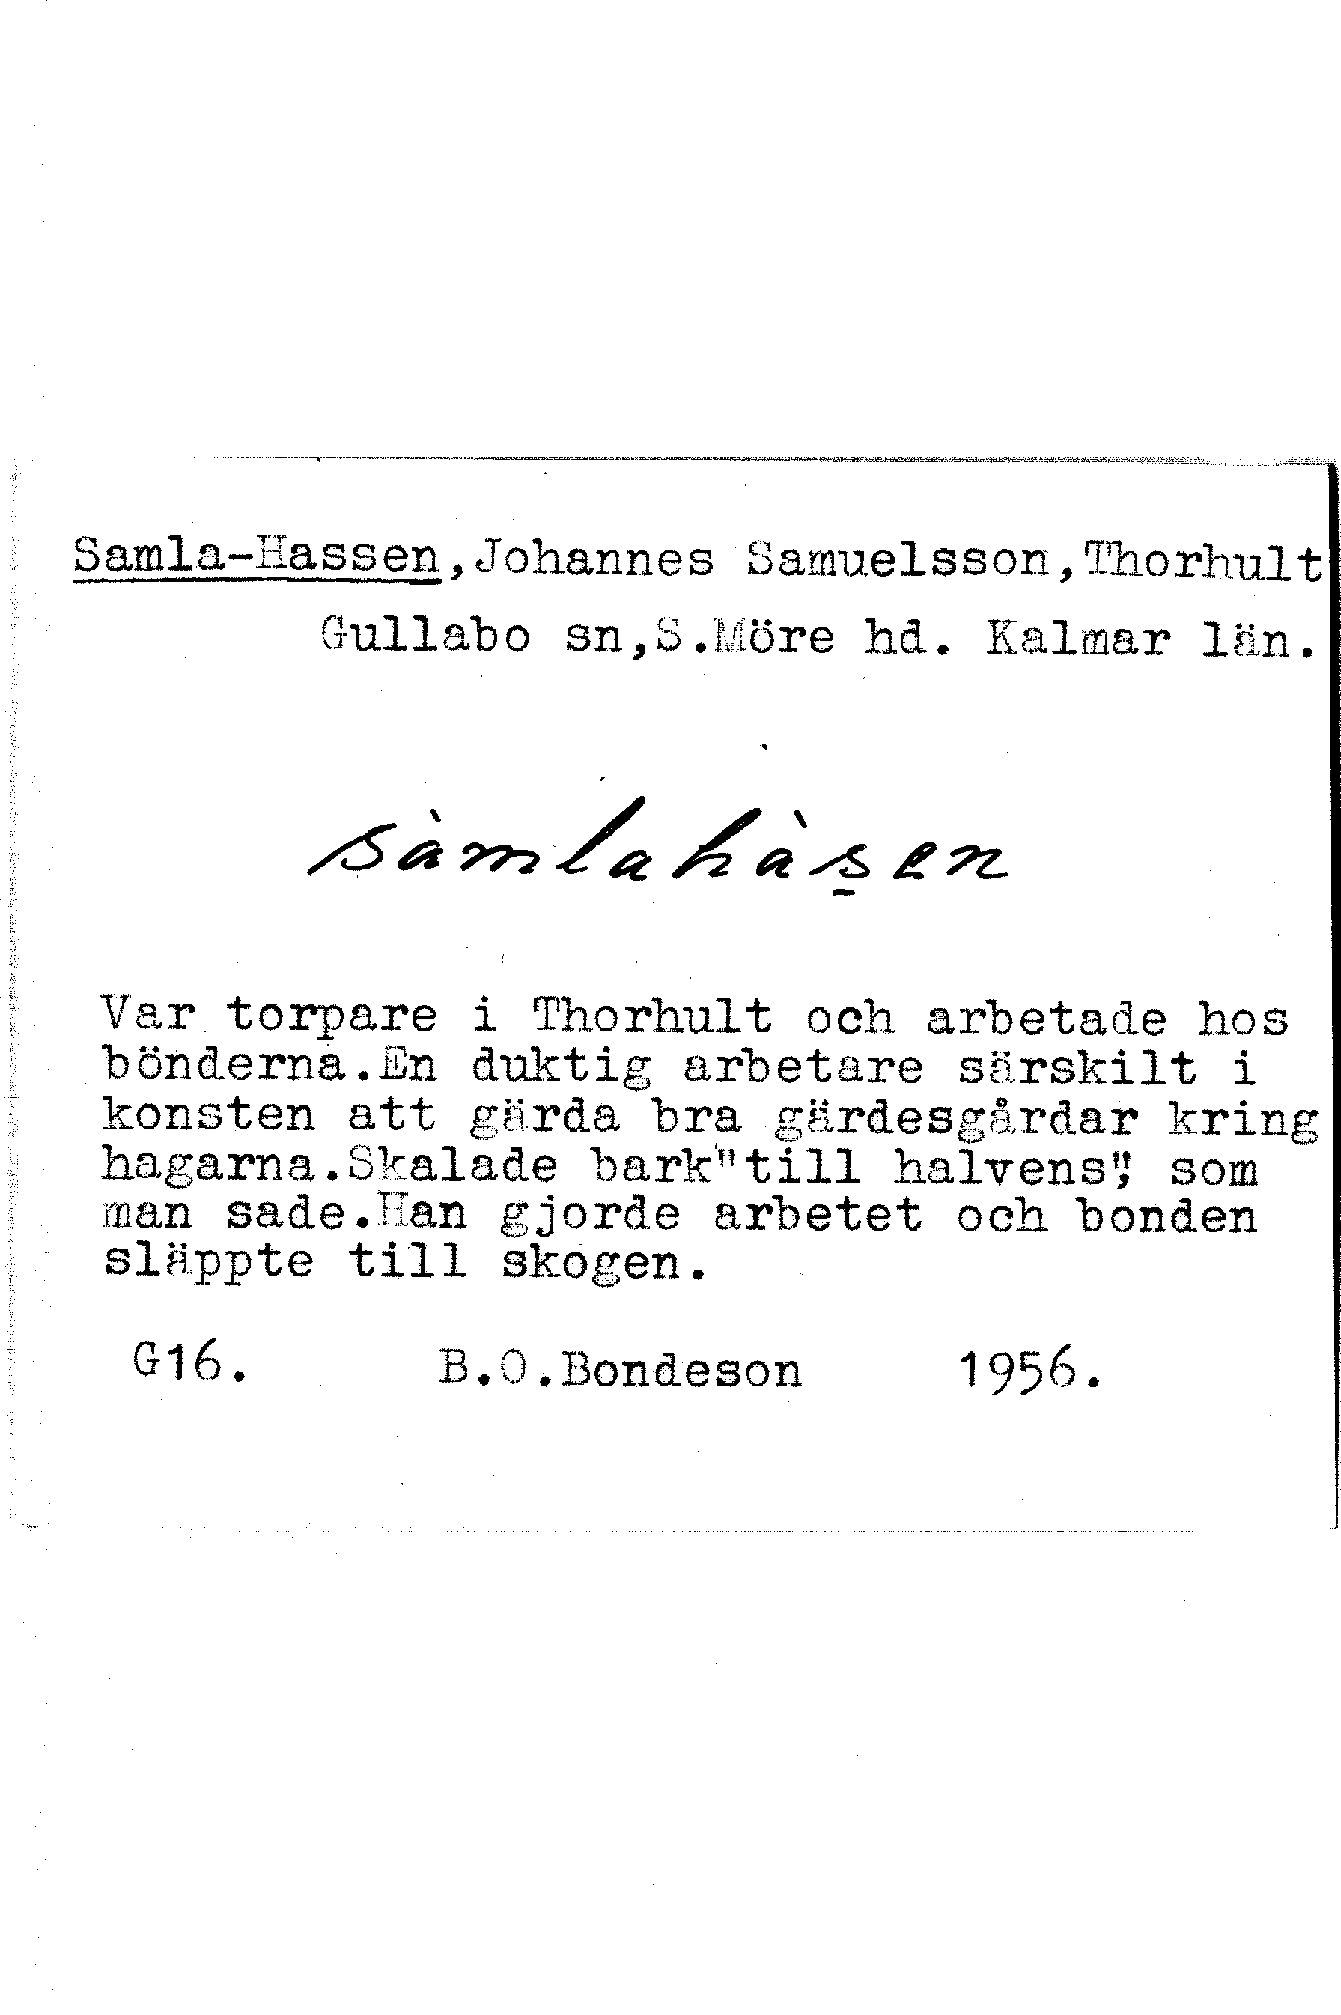 Samla-Hassen,Johannes Samuelsson,Thorhult
Gullabo sn,S.Möre hd. Kalmar län.
sàmlahàs̠en
Var torpare i Thorhult och arbetade hos
bönderna.En duktig arbetare särskilt i
konsten att gärda bra gärdesgårdar kring
hagarna.Skalade bark"till halvens", som
man sade.Han gjorde arbetet och bonden
släppte till skogen.
G16. B.O.Bondeson 1956.